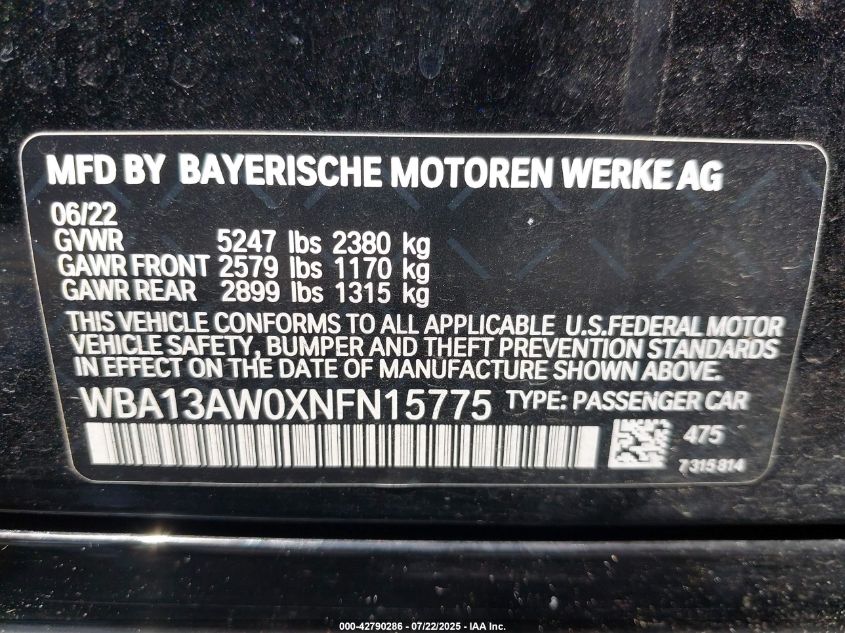 MFD BY BAYERISCHE MOTOREN WERKE AG
06/22
GVWR 5247 lbs 2380 kg
GAWR FRONT 2579 lbs 1170 kg
GAWR REAR 2899 lbs 1315 kg
THIS VEHICLE CONFORMS TO ALL APPLICABLE U.S.FEDERAL MOTOR
VEHICLE SAFETY, BUMPER AND THEFT PREVENTION STANDARDS
IN EFFECT ON THE DATE OF MANUFACTURE SHOWN ABOVE.
WBA13AW0XNFN15775 TYPE: PASSENGER CAR
475
7315814
000-42790286 - 07/22/2025 - IAA Inc.